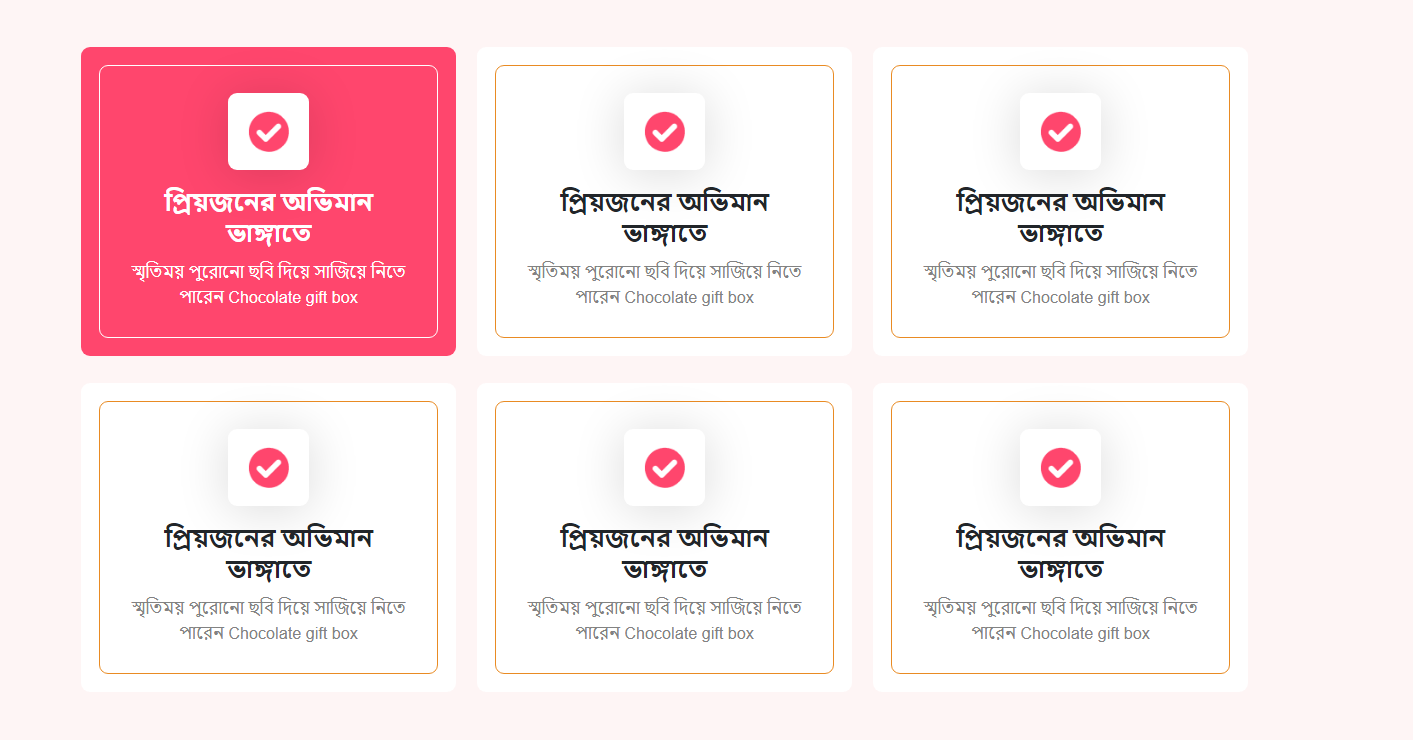 প্রিয়জনের অভিমান
ভাঙ্গাতে
স্মৃতিময় পুরোনো ছবি দিয়ে সাজিয়ে নিতে
পারেন Chocolate gift box
প্রিয়জনের অভিমান
ভাঙ্গাতে
স্মৃতিময় পুরোনো ছবি দিয়ে সাজিয়ে নিতে
পারেন Chocolate gift box
প্রিয়জনের অভিমান
ভাঙ্গাতে
স্মৃতিময় পুরোনো ছবি দিয়ে সাজিয়ে নিতে
পারেন Chocolate gift box
প্রিয়জনের অভিমান
ভাঙ্গাতে
স্মৃতিময় পুরোনো ছবি দিয়ে সাজিয়ে নিতে
পারেন Chocolate gift box
প্রিয়জনের অভিমান
ভাঙ্গাতে
স্মৃতিময় পুরোনো ছবি দিয়ে সাজিয়ে নিতে
পারেন Chocolate gift box
প্রিয়জনের অভিমান
ভাঙ্গাতে
স্মৃতিময় পুরোনো ছবি দিয়ে সাজিয়ে নিতে
পারেন Chocolate gift box